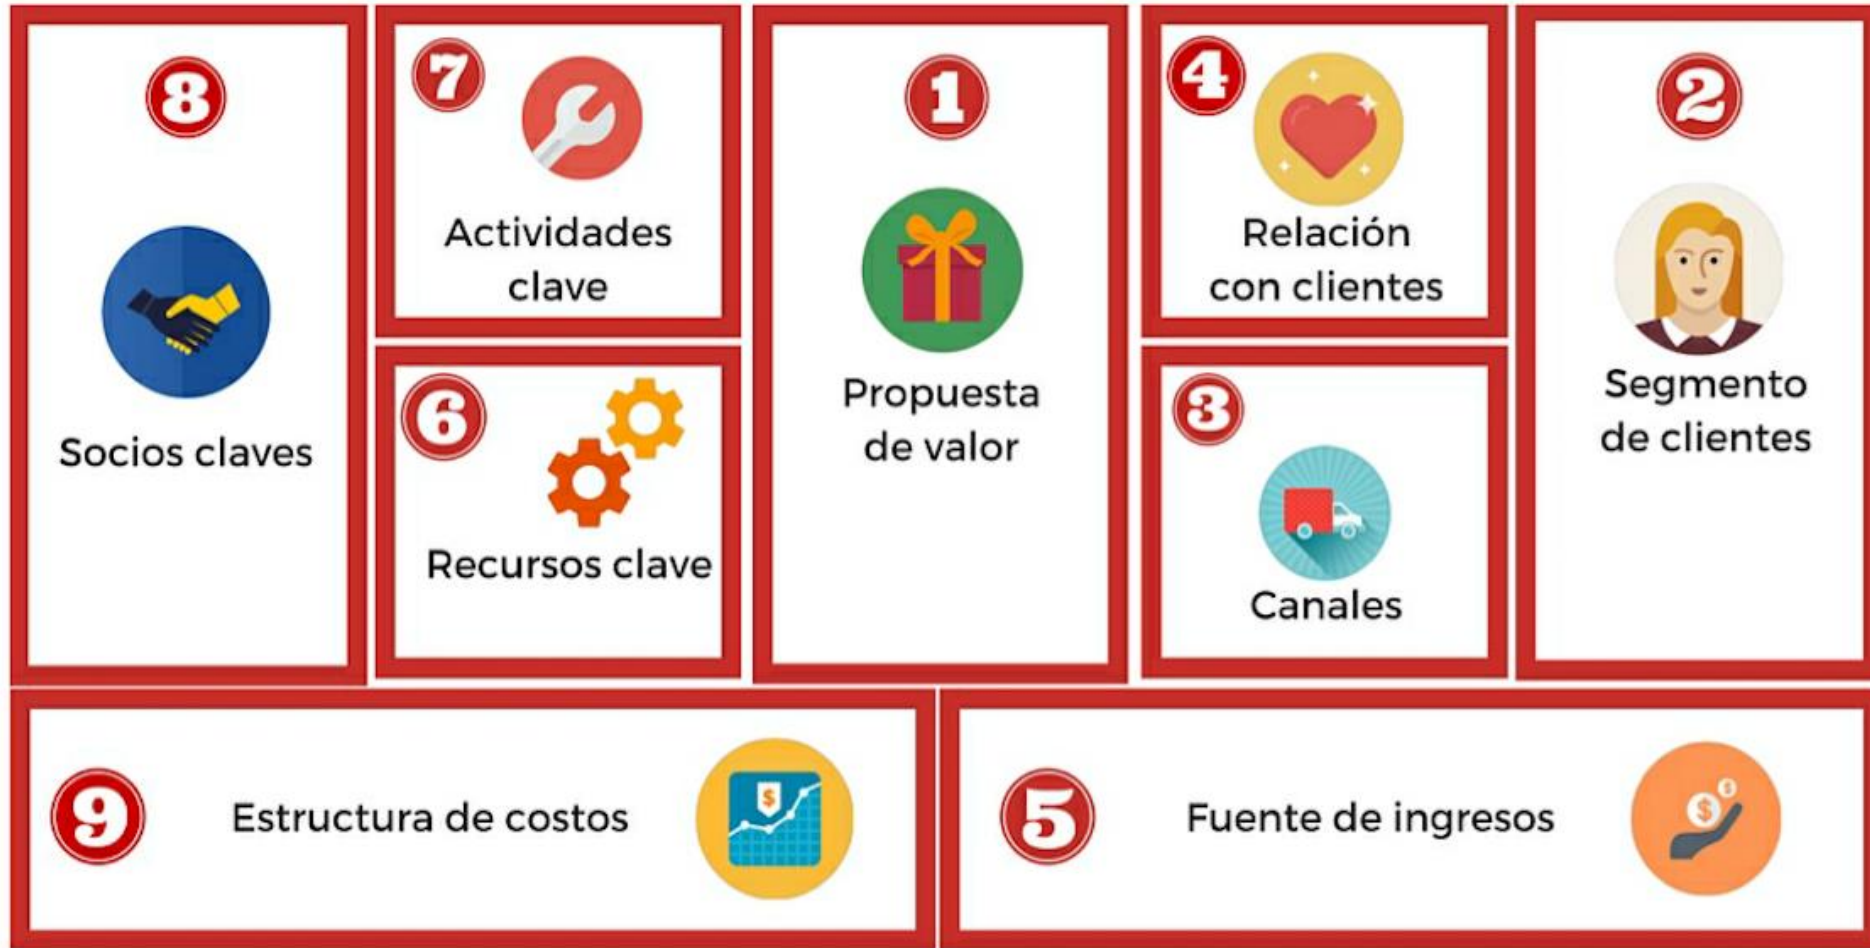 8
Socios claves
7
Actividades
clave
6
Recursos clave
1
Propuesta
de valor
4
Relación
con clientes
3
Canales
2
Segmento
de clientes
9
Estructura de costos
$
5
Fuente de ingresos
$
$